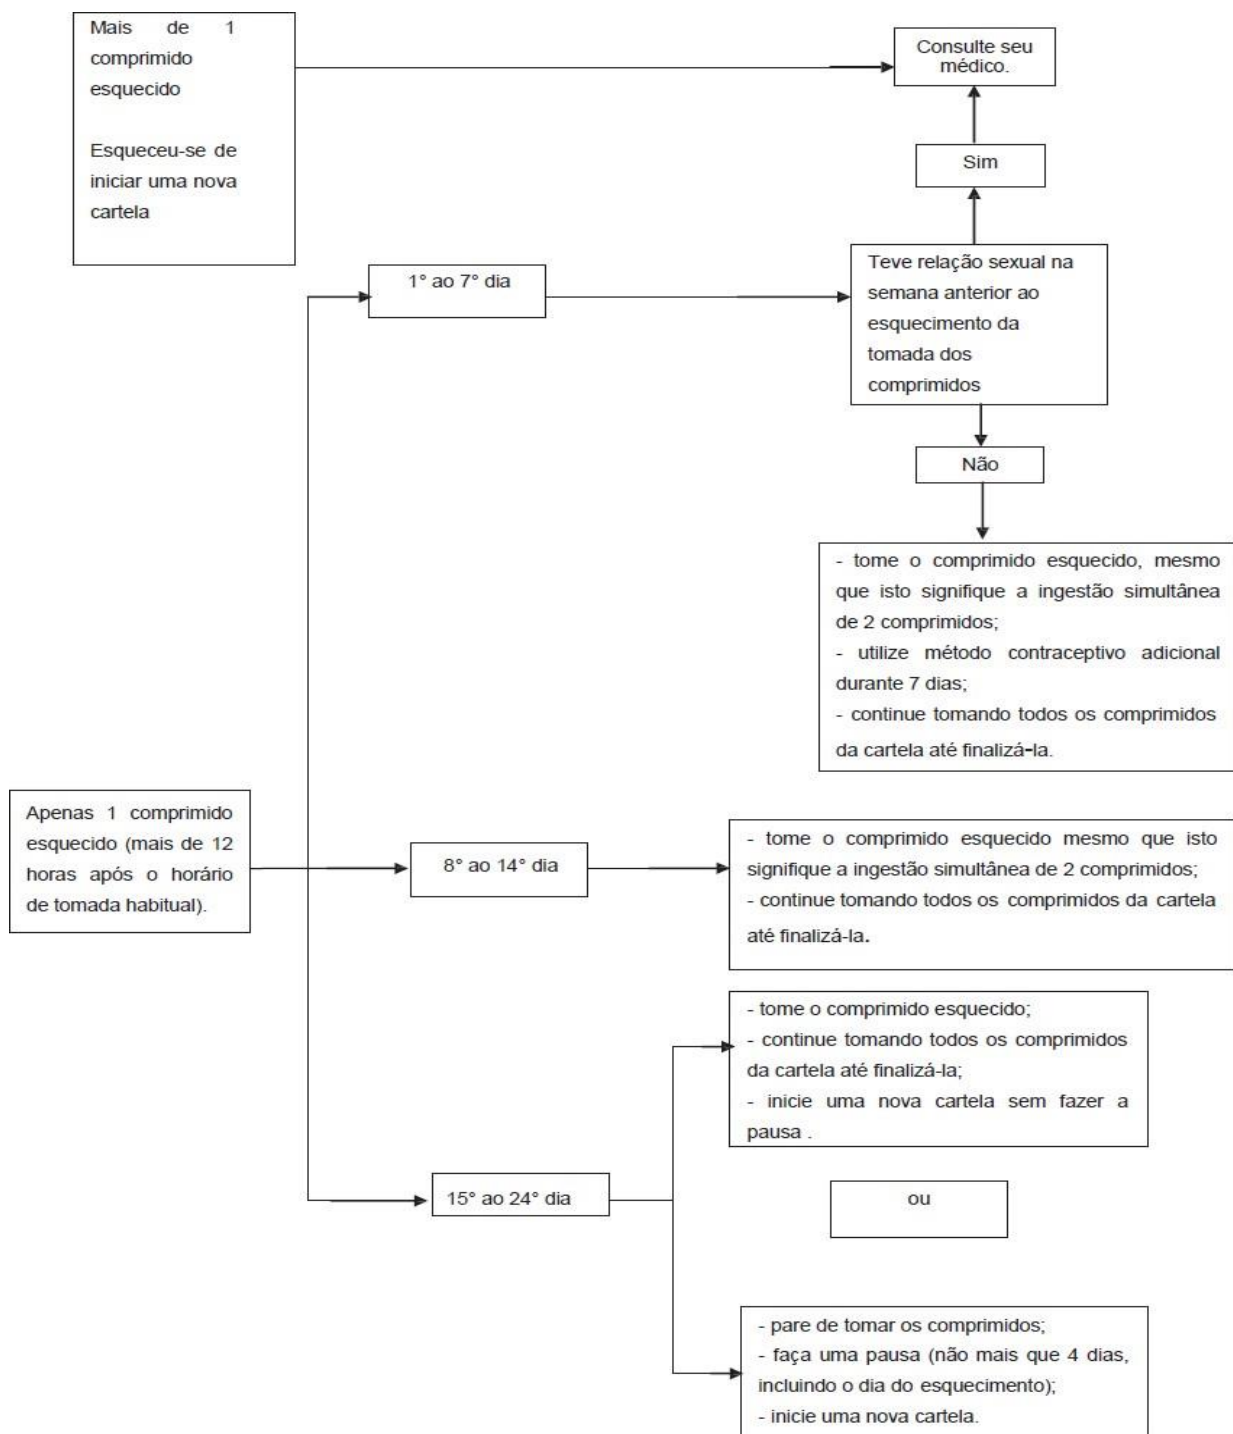 Mais de 1
comprimido
esquecido
Esqueceu-se de
iniciar uma nova
cartela
Consulte seu
médico.
Sim
Teve relação sexual na
semana anterior ao
esquecimento da
tomada dos
comprimidos
1° ao 7° dia
Não
- tome o comprimido esquecido, mesmo
que isto signifique a ingestão simultânea
de 2 comprimidos;
- utilize método contraceptivo adicional
durante 7 dias;
- continue tomando todos os comprimidos
da cartela até finalizá-la.
Apenas 1 comprimido
esquecido (mais de 12
horas após o horário
de tomada habitual).
8° ao 14° dia
- tome o comprimido esquecido mesmo que isto
signifique a ingestão simultânea de 2 comprimidos;
- continue tomando todos os comprimidos da cartela
até finalizá-la.
15° ao 24° dia
- tome o comprimido esquecido;
- continue tomando todos os comprimidos
da cartela até finalizá-la;
- inicie uma nova cartela sem fazer a
pausa .
ou
- pare de tomar os comprimidos;
- faça uma pausa (não mais que 4 dias,
incluindo o dia do esquecimento);
- inicie uma nova cartela.